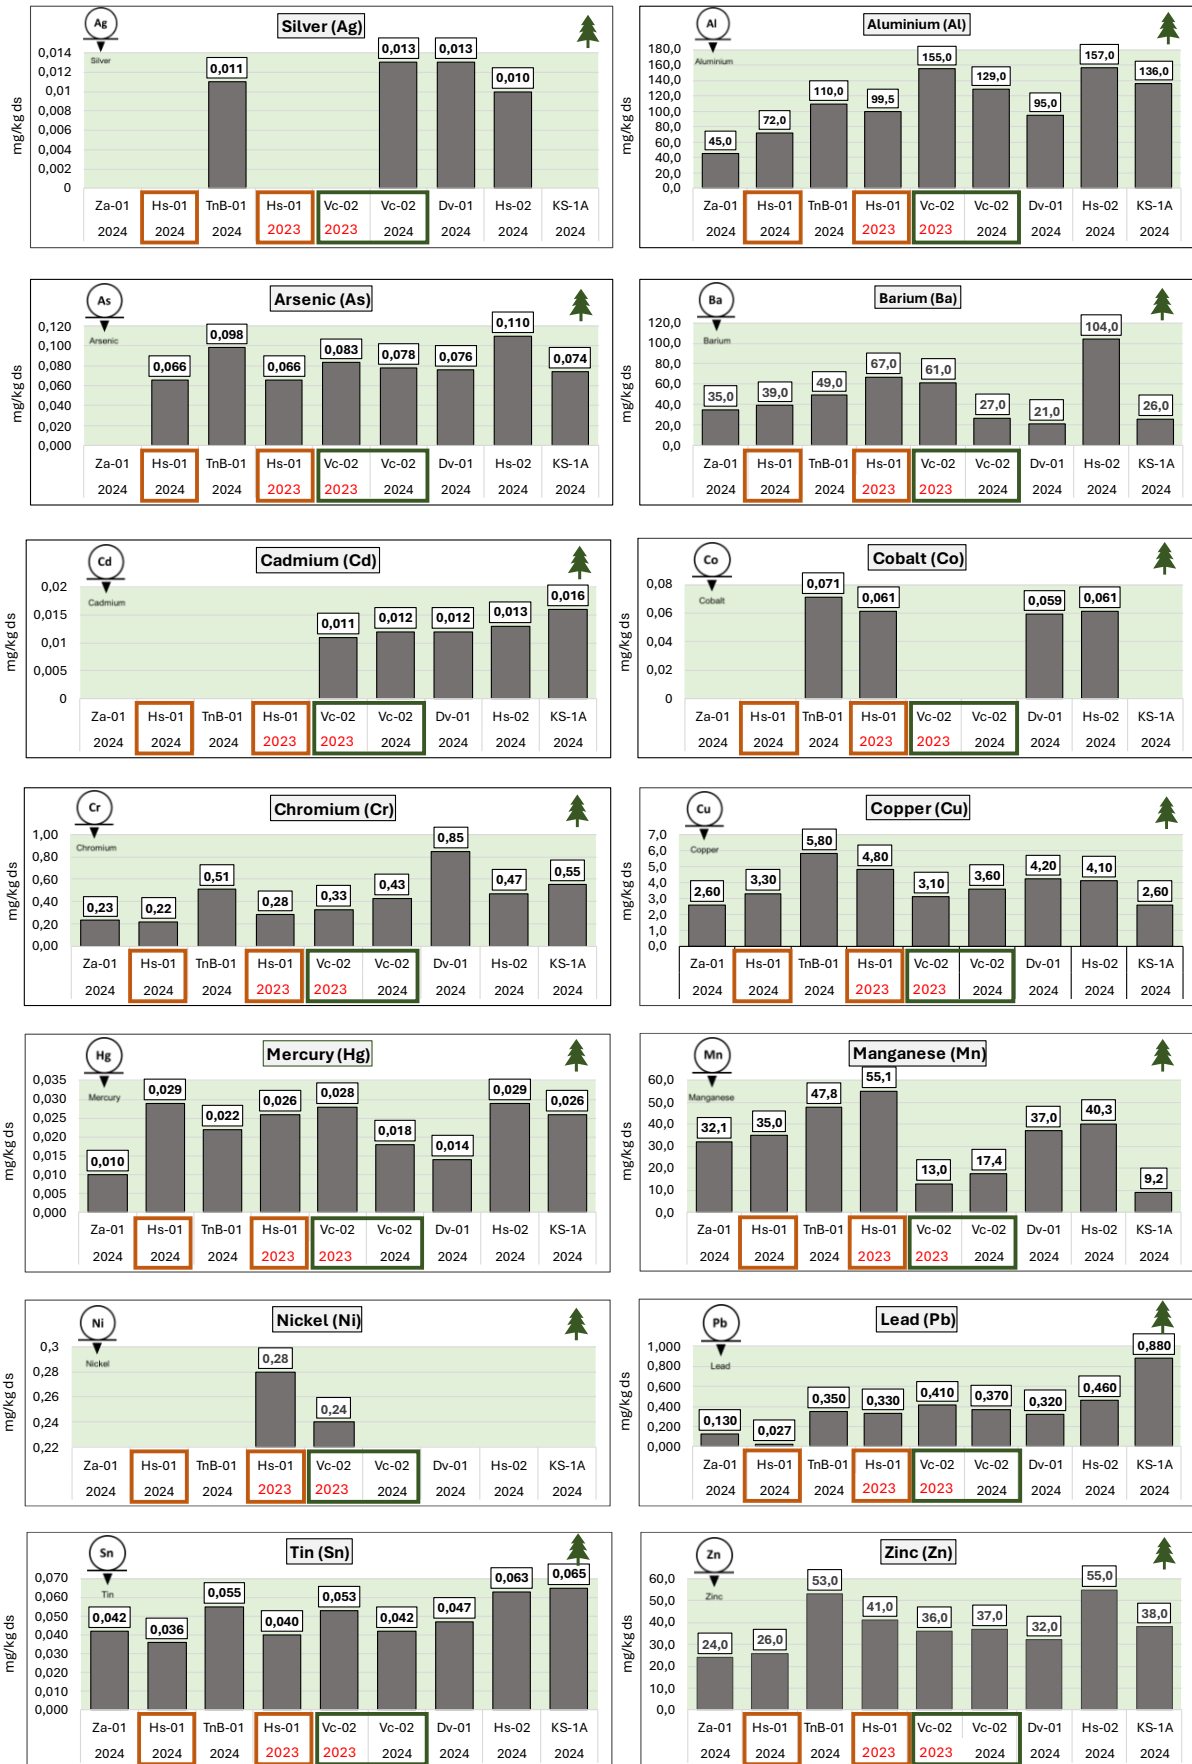 Ag
Silver (Ag)
Silver
mg/kg ds
0,014
0,012
0,01
0,008
0,006
0,004
0,002
0
0,011
0,013
0,013
0,010
Za-01 Hs-01 TnB-01 Hs-01 Vc-02 Vc-02 Dv-01 Hs-02 KS-1A
2024 2024 2024 2023 2023 2024 2024 2024 2024
Al
Aluminium (Al)
Aluminium
mg/kg ds
180,0
160,0
140,0
120,0
100,0
80,0
60,0
40,0
20,0
0,0
45,0
72,0
110,0
99,5
155,0
129,0
95,0
157,0
136,0
Za-01 Hs-01 TnB-01 Hs-01 Vc-02 Vc-02 Dv-01 Hs-02 KS-1A
2024 2024 2024 2023 2023 2024 2024 2024 2024
As
Arsenic (As)
Arsenic
mg/kg ds
0,120
0,100
0,080
0,060
0,040
0,020
0,000
0,066
0,098
0,066
0,083
0,078
0,076
0,110
0,074
Za-01 Hs-01 TnB-01 Hs-01 Vc-02 Vc-02 Dv-01 Hs-02 KS-1A
2024 2024 2024 2023 2023 2024 2024 2024 2024
Ba
Barium (Ba)
Barium
mg/kg ds
120,0
100,0
80,0
60,0
40,0
20,0
0,0
35,0
39,0
49,0
67,0
61,0
27,0
21,0
104,0
26,0
Za-01 Hs-01 TnB-01 Hs-01 Vc-02 Vc-02 Dv-01 Hs-02 KS-1A
2024 2024 2024 2023 2023 2024 2024 2024 2024
Cd
Cadmium (Cd)
Cadmium
mg/kg ds
0,02
0,015
0,01
0,005
0
0,011
0,012
0,012
0,013
0,016
Za-01 Hs-01 TnB-01 Hs-01 Vc-02 Vc-02 Dv-01 Hs-02 KS-1A
2024 2024 2024 2023 2023 2024 2024 2024 2024
Co
Cobalt (Co)
Cobalt
mg/kg ds
0,08
0,06
0,04
0,02
0
0,071
0,061
0,059
0,061
Za-01 Hs-01 TnB-01 Hs-01 Vc-02 Vc-02 Dv-01 Hs-02 KS-1A
2024 2024 2024 2023 2023 2024 2024 2024 2024
Cr
Chromium (Cr)
Chromium
mg/kg ds
1,00
0,80
0,60
0,40
0,20
0,00
0,23
0,22
0,51
0,28
0,33
0,43
0,85
0,47
0,55
Za-01 Hs-01 TnB-01 Hs-01 Vc-02 Vc-02 Dv-01 Hs-02 KS-1A
2024 2024 2024 2023 2023 2024 2024 2024 2024
Cu
Copper (Cu)
Copper
mg/kg ds
7,0
6,0
5,0
4,0
3,0
2,0
1,0
0,0
2,60
3,30
5,80
4,80
3,10
3,60
4,20
4,10
2,60
Za-01 Hs-01 TnB-01 Hs-01 Vc-02 Vc-02 Dv-01 Hs-02 KS-1A
2024 2024 2024 2023 2023 2024 2024 2024 2024
Hg
Mercury (Hg)
Mercury
mg/kg ds
0,035
0,030
0,025
0,020
0,015
0,010
0,005
0,000
0,010
0,029
0,022
0,026
0,028
0,018
0,014
0,029
0,026
Za-01 Hs-01 TnB-01 Hs-01 Vc-02 Vc-02 Dv-01 Hs-02 KS-1A
2024 2024 2024 2023 2023 2024 2024 2024 2024
Mn
Manganese (Mn)
Manganese
mg/kg ds
60,0
50,0
40,0
30,0
20,0
10,0
0,0
32,1
35,0
47,8
55,1
13,0
17,4
37,0
40,3
9,2
Za-01 Hs-01 TnB-01 Hs-01 Vc-02 Vc-02 Dv-01 Hs-02 KS-1A
2024 2024 2024 2023 2023 2024 2024 2024 2024
Ni
Nickel (Ni)
Nickel
mg/kg ds
0,3
0,28
0,26
0,24
0,22
0,28
0,24
Za-01 Hs-01 TnB-01 Hs-01 Vc-02 Vc-02 Dv-01 Hs-02 KS-1A
2024 2024 2024 2023 2023 2024 2024 2024 2024
Pb
Lead (Pb)
Lead
mg/kg ds
1,000
0,800
0,600
0,400
0,200
0,000
0,130
0,027
0,350
0,330
0,410
0,370
0,320
0,460
0,880
Za-01 Hs-01 TnB-01 Hs-01 Vc-02 Vc-02 Dv-01 Hs-02 KS-1A
2024 2024 2024 2023 2023 2024 2024 2024 2024
Sn
Tin (Sn)
Tin
mg/kg ds
0,070
0,060
0,050
0,040
0,030
0,020
0,010
0,000
0,042
0,036
0,055
0,040
0,053
0,042
0,047
0,063
0,065
Za-01 Hs-01 TnB-01 Hs-01 Vc-02 Vc-02 Dv-01 Hs-02 KS-1A
2024 2024 2024 2023 2023 2024 2024 2024 2024
Zn
Zinc (Zn)
Zinc
mg/kg ds
60,0
50,0
40,0
30,0
20,0
10,0
0,0
24,0
26,0
53,0
41,0
36,0
37,0
32,0
55,0
38,0
Za-01 Hs-01 TnB-01 Hs-01 Vc-02 Vc-02 Dv-01 Hs-02 KS-1A
2024 2024 2024 2023 2023 2024 2024 2024 2024